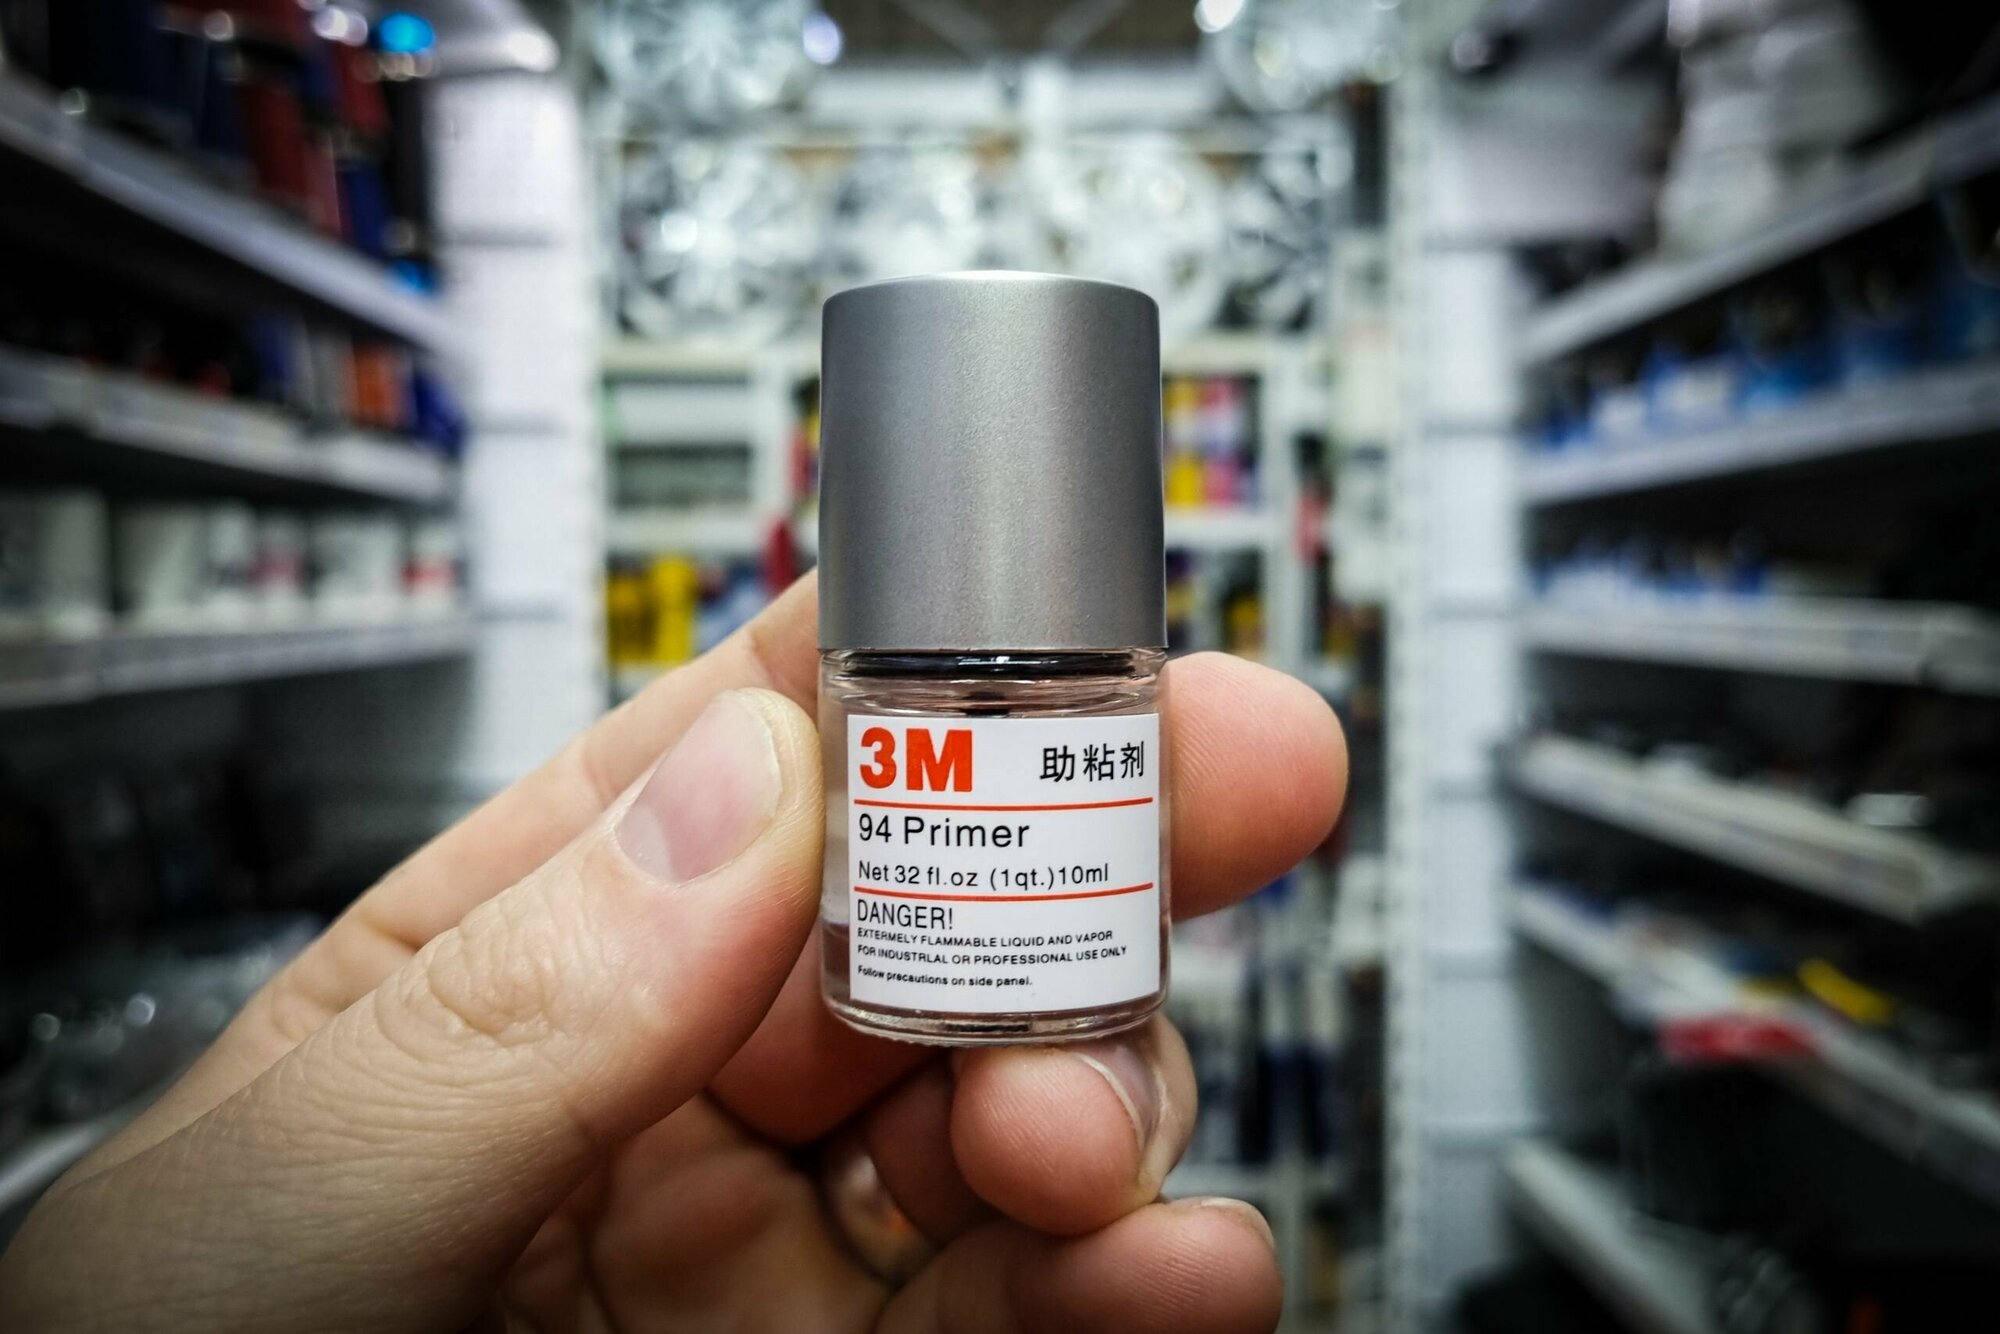 3M 助粘剂
94 Primer
Net 32 fl.oz (1qt.)10ml
DANGER!
EXTERMELY FLAMMABLE LIQUID AND VAPOR
FOR INDUSTRLAL OR PROFESSIONAL USE ONLY
Follow precautions on side panel.